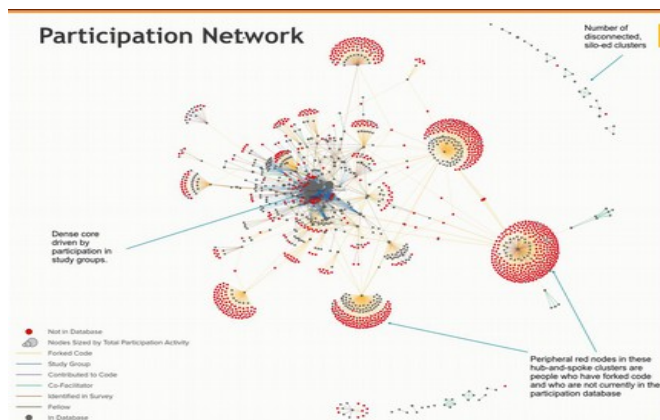 Participation Network
Number of
disconnected,
silo-ed clusters
Dense core
driven by
participation in
study groups.
Not in Database
Nodes Sized by Total Participation Activity
Forked Code
Study Group
Contributed to Code
Co-Facilitator
Identified in Survey
Fellow
In Database
Peripheral red nodes in these
hub-and-spoke clusters are
people who have forked code
and who are not currently in the
participation database